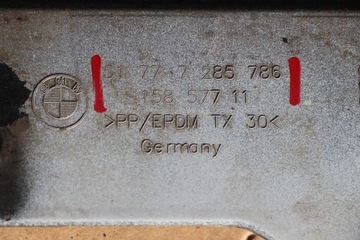 51 77-7 285 786
158 577 11
>PP/EPDM TX 30<
Germany